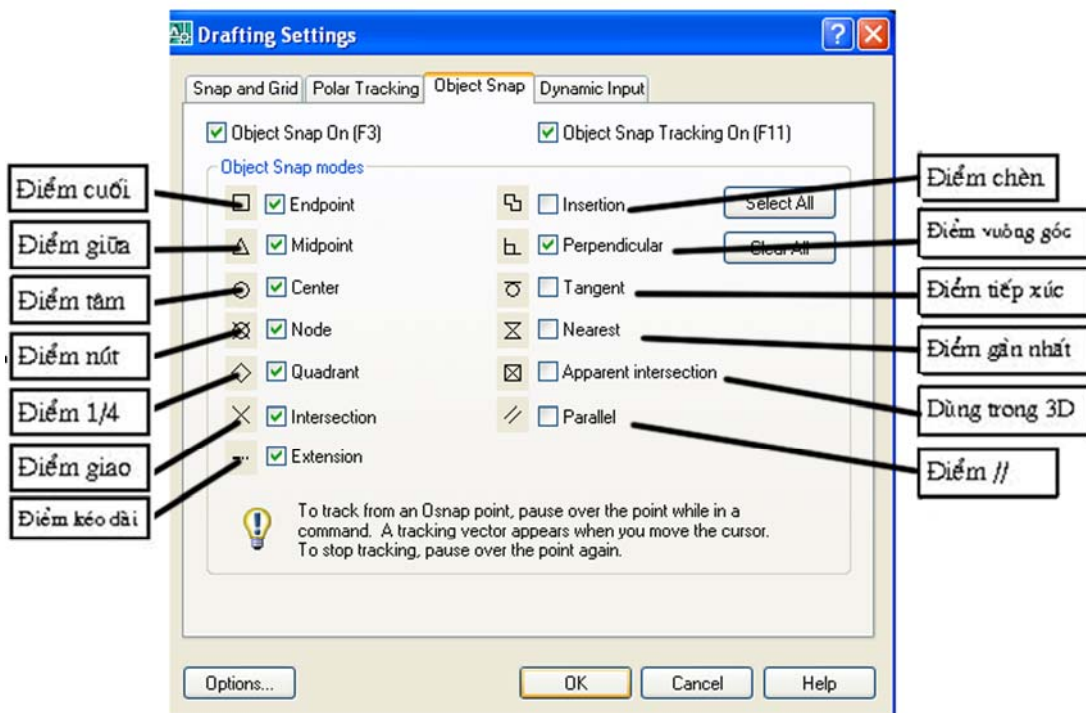 Drafting Settings
Snap and Grid Polar Tracking Object Snap Dynamic Input
Object Snap On (F3) Object Snap Tracking On (F11)
Object Snap modes
Điểm cuối Endpoint Insertion Select All Điểm chèn
Điểm giữa Midpoint Perpendicular Clear All Điểm vuông góc
Điểm tâm Center Tangent Điểm tiếp xúc
Điểm nút Node Nearest Điểm gần nhất
Điểm 1/4 Quadrant Apparent intersection Dùng trong 3D
Điểm giao Intersection Parallel Điểm //
Điểm kéo dài Extension
To track from an Osnap point, pause over the point while in a
command. A tracking vector appears when you move the cursor.
To stop tracking, pause over the point again.
Options... OK Cancel Help